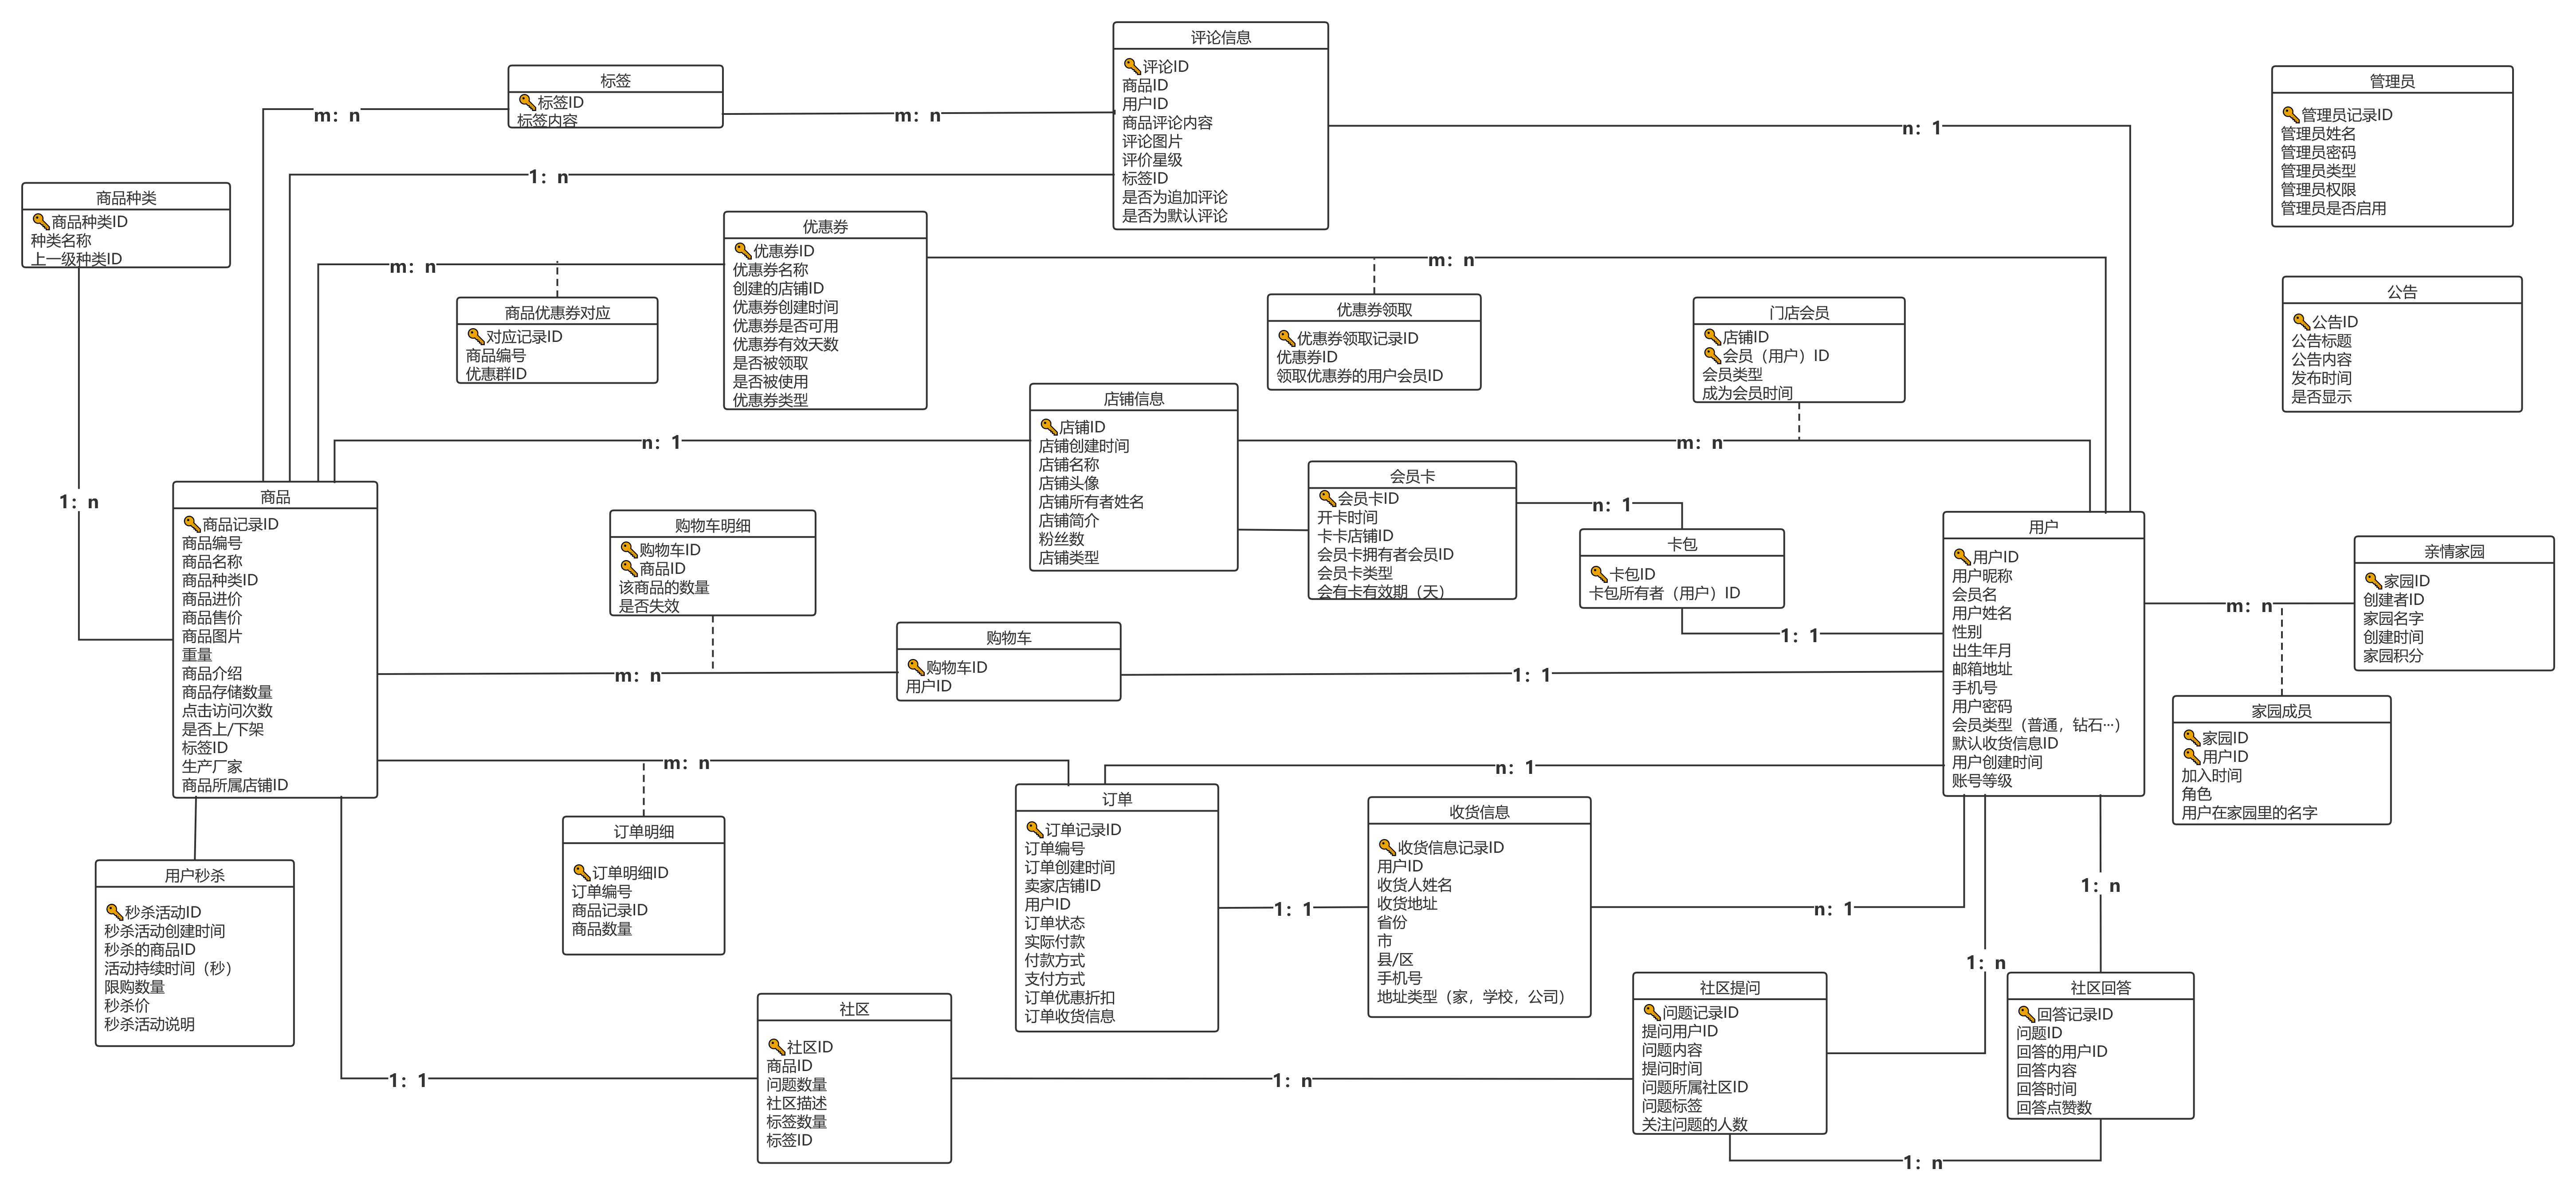 评论信息
评论ID
商品ID
用户ID
商品评论内容
评论图片
评价星级
标签ID
是否为追加评论
是否为默认评论
标签
标签ID
标签内容
m：n
m：n
n：1
1：n
管理员
管理员记录ID
管理员姓名
管理员密码
管理员类型
管理员权限
管理员是否启用
商品种类
商品种类ID
种类名称
上一级种类ID
1：n
优惠券
优惠券ID
优惠券名称
创建的店铺ID
优惠券创建时间
优惠券是否可用
优惠券有效天数
是否被领取
是否被使用
优惠券类型
m：n
m：n
商品优惠券对应
对应记录ID
商品编号
优惠群ID
优惠券领取
优惠券领取记录ID
优惠券ID
领取优惠券的用户会员ID
门店会员
店铺ID
会员（用户）ID
会员类型
成为会员时间
公告
公告ID
公告标题
公告内容
发布时间
是否显示
店铺信息
店铺ID
店铺创建时间
店铺名称
店铺头像
店铺所有者姓名
店铺简介
粉丝数
店铺类型
n：1
m：n
会员卡
会员卡ID
开卡时间
卡卡店铺ID
会员卡拥有者会员ID
会员卡类型
会有卡有效期（天）
n：1
卡包
卡包ID
卡包所有者（用户）ID
1：1
商品
商品记录ID
商品编号
商品名称
商品种类ID
商品进价
商品售价
商品图片
重量
商品介绍
商品存储数量
点击访问次数
是否上/下架
标签ID
生产厂家
商品所属店铺ID
购物车明细
购物车ID
商品ID
该商品的数量
是否失效
m：n
购物车
购物车ID
用户ID
1：1
用户
用户ID
用户昵称
会员名
用户姓名
性别
出生年月
邮箱地址
手机号
用户密码
会员类型（普通，钻石···）
默认收货信息ID
用户创建时间
账号等级
亲情家园
家园ID
创建者ID
家园名字
创建时间
家园积分
m：n
家园成员
家园ID
用户ID
加入时间
角色
用户在家园里的名字
m：n
n：1
订单明细
订单明细ID
订单编号
商品记录ID
商品数量
订单
订单记录ID
订单编号
订单创建时间
卖家店铺ID
用户ID
订单状态
实际付款
付款方式
支付方式
订单优惠折扣
订单收货信息
1：1
收货信息
收货信息记录ID
用户ID
收货人姓名
收货地址
省份
市
县/区
手机号
地址类型（家，学校，公司）
n：1
1：n
1：n
用户秒杀
秒杀活动ID
秒杀活动创建时间
秒杀的商品ID
活动持续时间（秒）
限购数量
秒杀价
秒杀活动说明
社区
社区ID
商品ID
问题数量
社区描述
标签数量
标签ID
1：1
1：n
社区提问
问题记录ID
提问用户ID
问题内容
提问时间
问题所属社区ID
问题标签
关注问题的人数
社区回答
回答记录ID
问题ID
回答的用户ID
回答内容
回答时间
回答点赞数
1：n